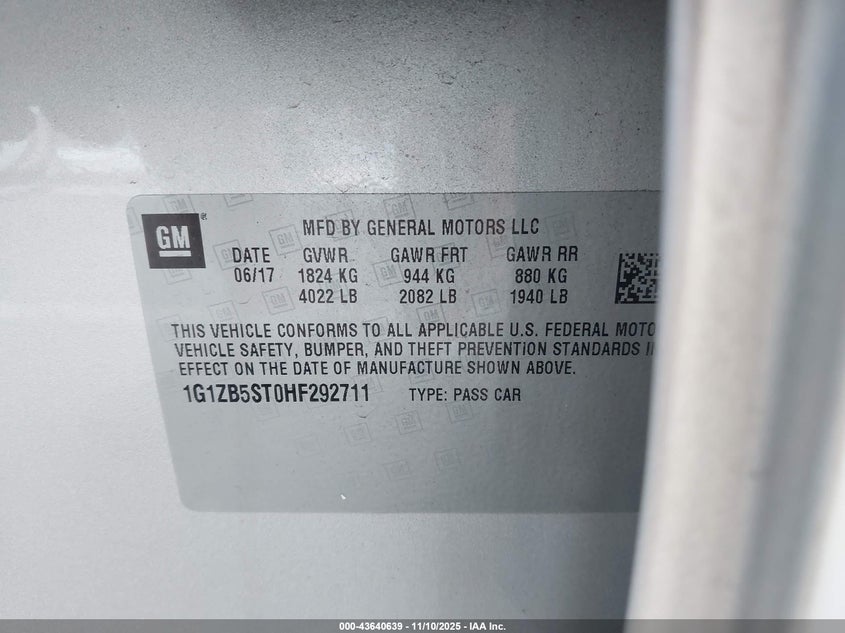 GM ®
MFD BY GENERAL MOTORS LLC
DATE GVWR GAWR FRT GAWR RR
06/17 1824 KG 944 KG 880 KG
4022 LB 2082 LB 1940 LB
THIS VEHICLE CONFORMS TO ALL APPLICABLE U.S. FEDERAL MOTO
VEHICLE SAFETY, BUMPER, AND THEFT PREVENTION STANDARDS I
EFFECT ON THE DATE OF MANUFACTURE SHOWN ABOVE.
1G1ZB5ST0HF292711 TYPE: PASS CAR
000-43640639 - 11/10/2025 - IAA Inc.